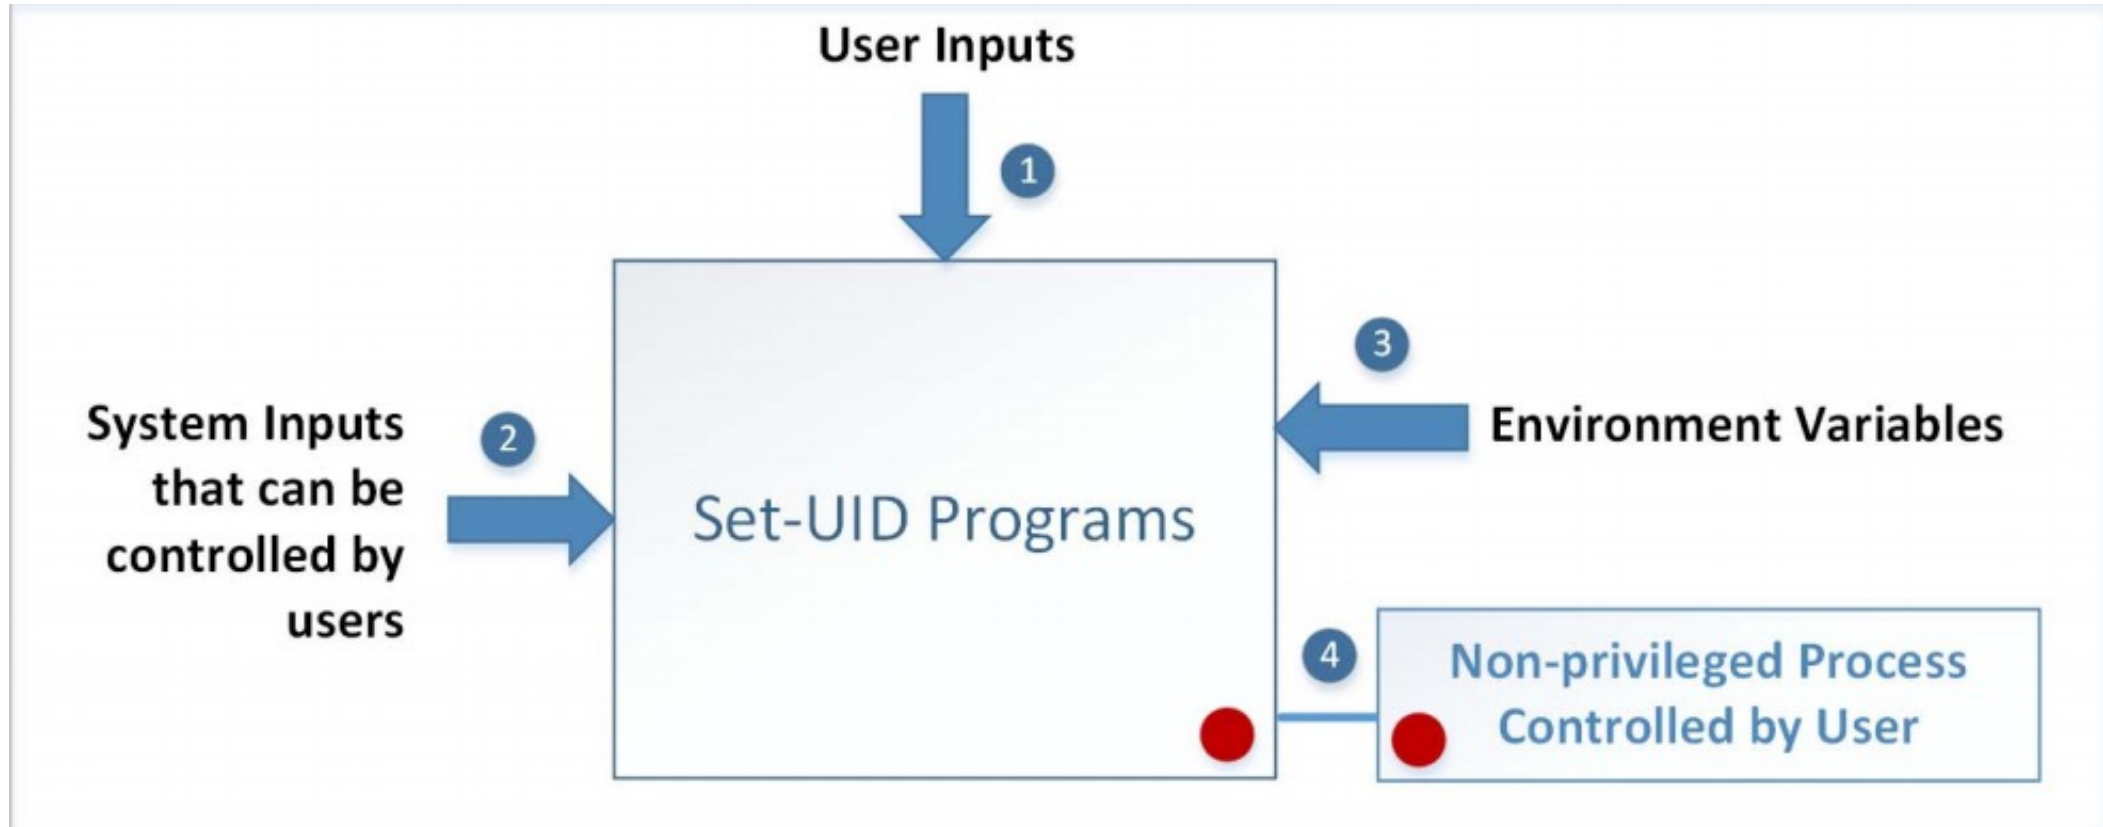 User Inputs
1
System Inputs
that can be
controlled by
users
2
3
Environment Variables
Set-UID Programs
4
Non-privileged Process
Controlled by User